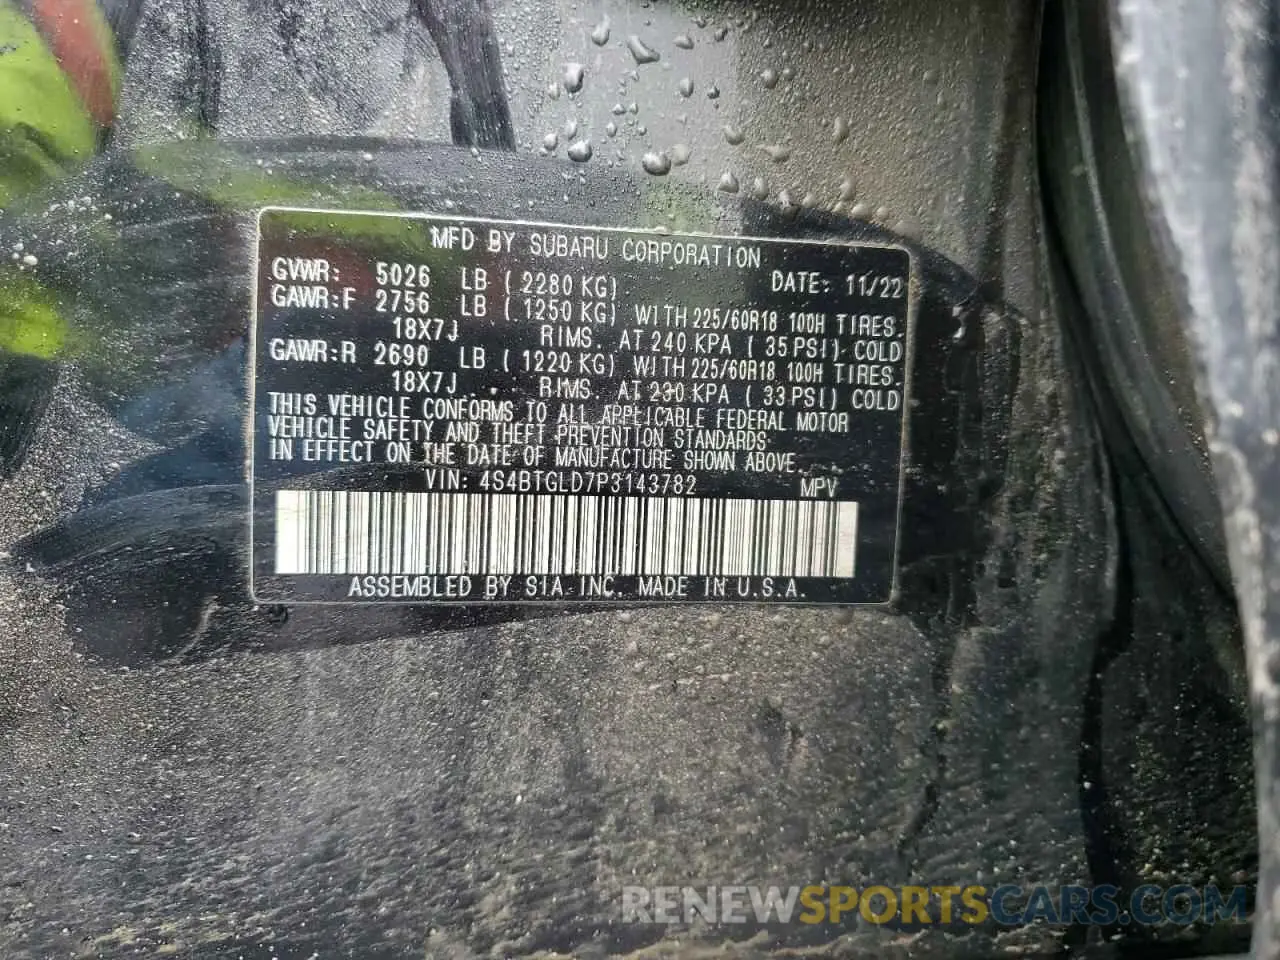 MFD BY SUBARU CORPORATION
GVWR: 5026 LB ( 2280 KG) DATE: 11/22
GAWR:F 2756 LB ( 1250 KG) WITH 225/60R18 100H TIRES.
18X7J RIMS. AT 240 KPA ( 35 PSI) COLD
GAWR:R 2690 LB ( 1220 KG) WITH 225/60R18 100H TIRES.
18X7J RIMS. AT 230 KPA ( 33 PSI) COLD
THIS VEHICLE CONFORMS TO ALL APPLICABLE FEDERAL MOTOR
VEHICLE SAFETY AND THEFT PREVENTION STANDARDS
IN EFFECT ON THE DATE OF MANUFACTURE SHOWN ABOVE.
VIN: 4S4BTGLD7P3143782 MPV
ASSEMBLED BY SIA INC. MADE IN U.S.A.
RENEWSPORTSCARS.COM